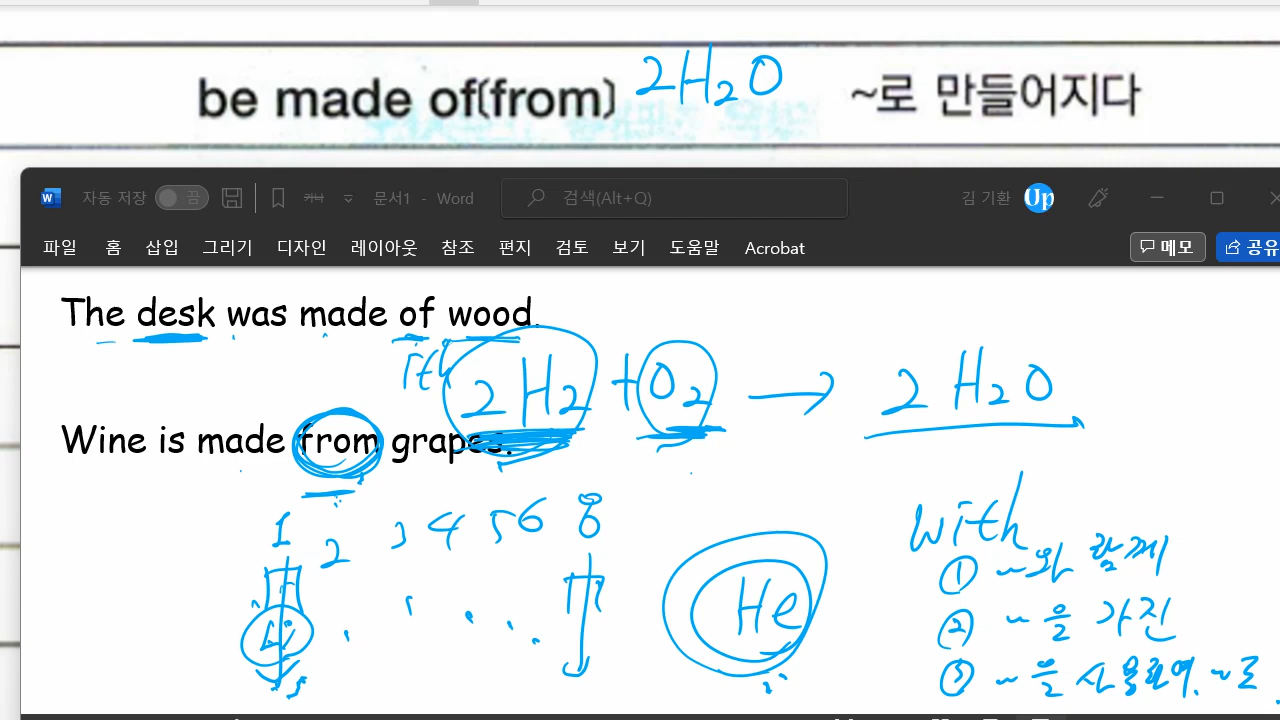 be made of(from) 2H₂O ~로 만들어지다
자동 저장 끔 문서1 - Word 검색(Alt+Q) 김 기환 Up
파일 홈 삽입 그리기 디자인 레이아웃 참조 편지 검토 보기 도움말 Acrobat 메모 공유
The desk was made of wood.
2H₂ + O₂ → 2H₂O
Wine is made from grapes.
1 2 3 4 5 6 8
with
① ~와 함께
He
② ~을 가진
③ ~을 사용하여, ~로